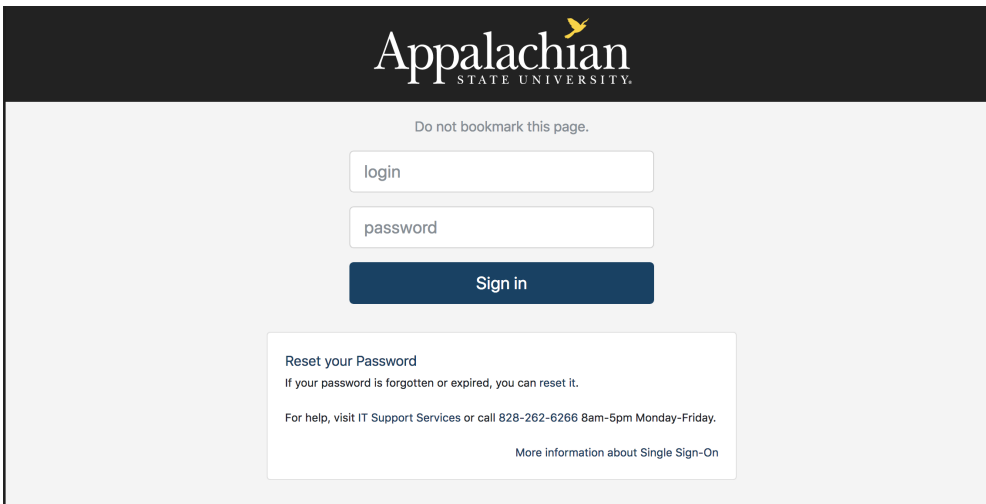 Appalachian
STATE UNIVERSITY®
Do not bookmark this page.
login
password
Sign in
Reset your Password
If your password is forgotten or expired, you can reset it.
For help, visit IT Support Services or call 828-262-6266 8am-5pm Monday-Friday.
More information about Single Sign-On